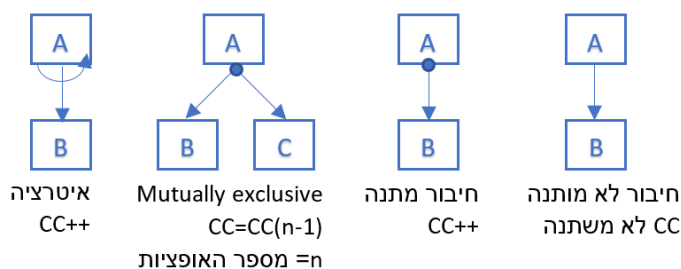 A
A
A
A
B
B
C
B
B
חיבור לא מותנה
CC לא משתנה
חיבור מתנה
CC++
Mutually exclusive
CC=CC(n-1)
n= מספר האופציות
איטרציה
CC++